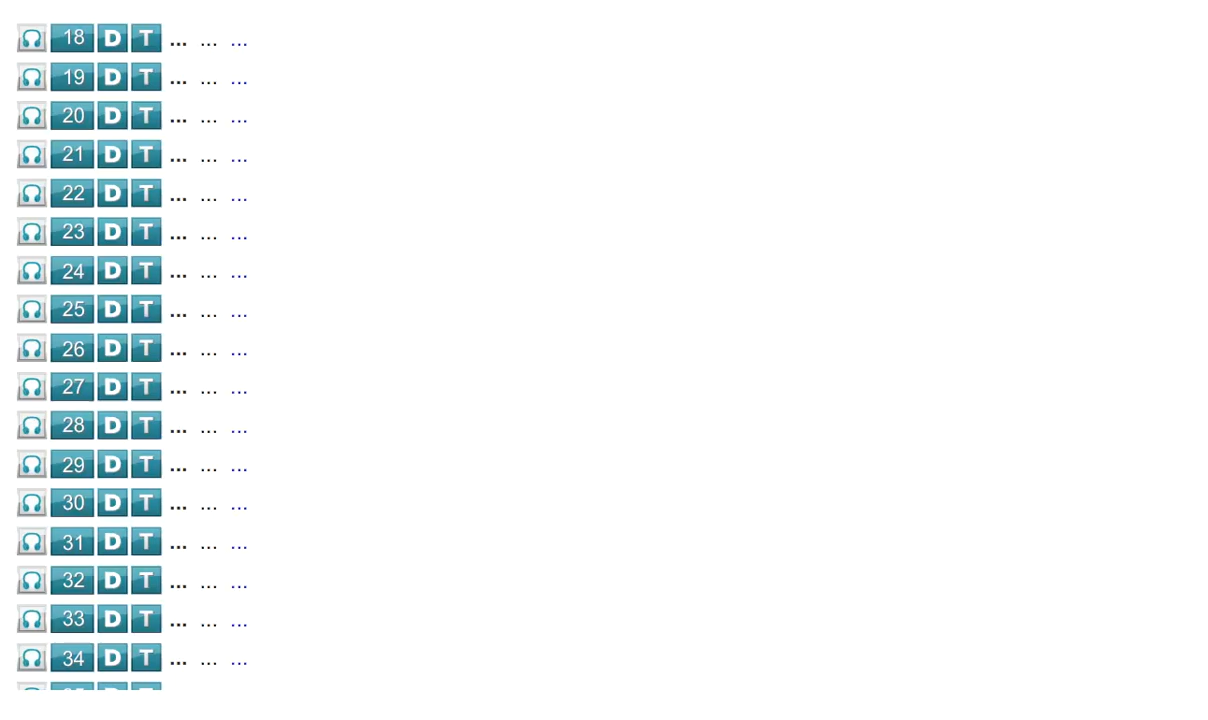 18 D T ... ... ...
19 D T ... ... ...
20 D T ... ... ...
21 D T ... ... ...
22 D T ... ... ...
23 D T ... ... ...
24 D T ... ... ...
25 D T ... ... ...
26 D T ... ... ...
27 D T ... ... ...
28 D T ... ... ...
29 D T ... ... ...
30 D T ... ... ...
31 D T ... ... ...
32 D T ... ... ...
33 D T ... ... ...
34 D T ... ... ...